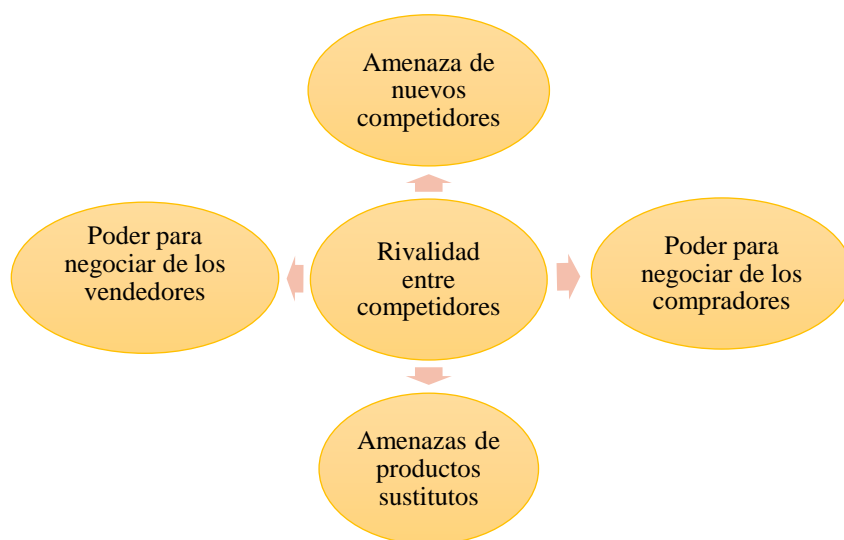 Amenaza de
nuevos
competidores
Poder para
negociar de los
vendedores
Rivalidad
entre
competidores
Poder para
negociar de los
compradores
Amenazas de
productos
sustitutos